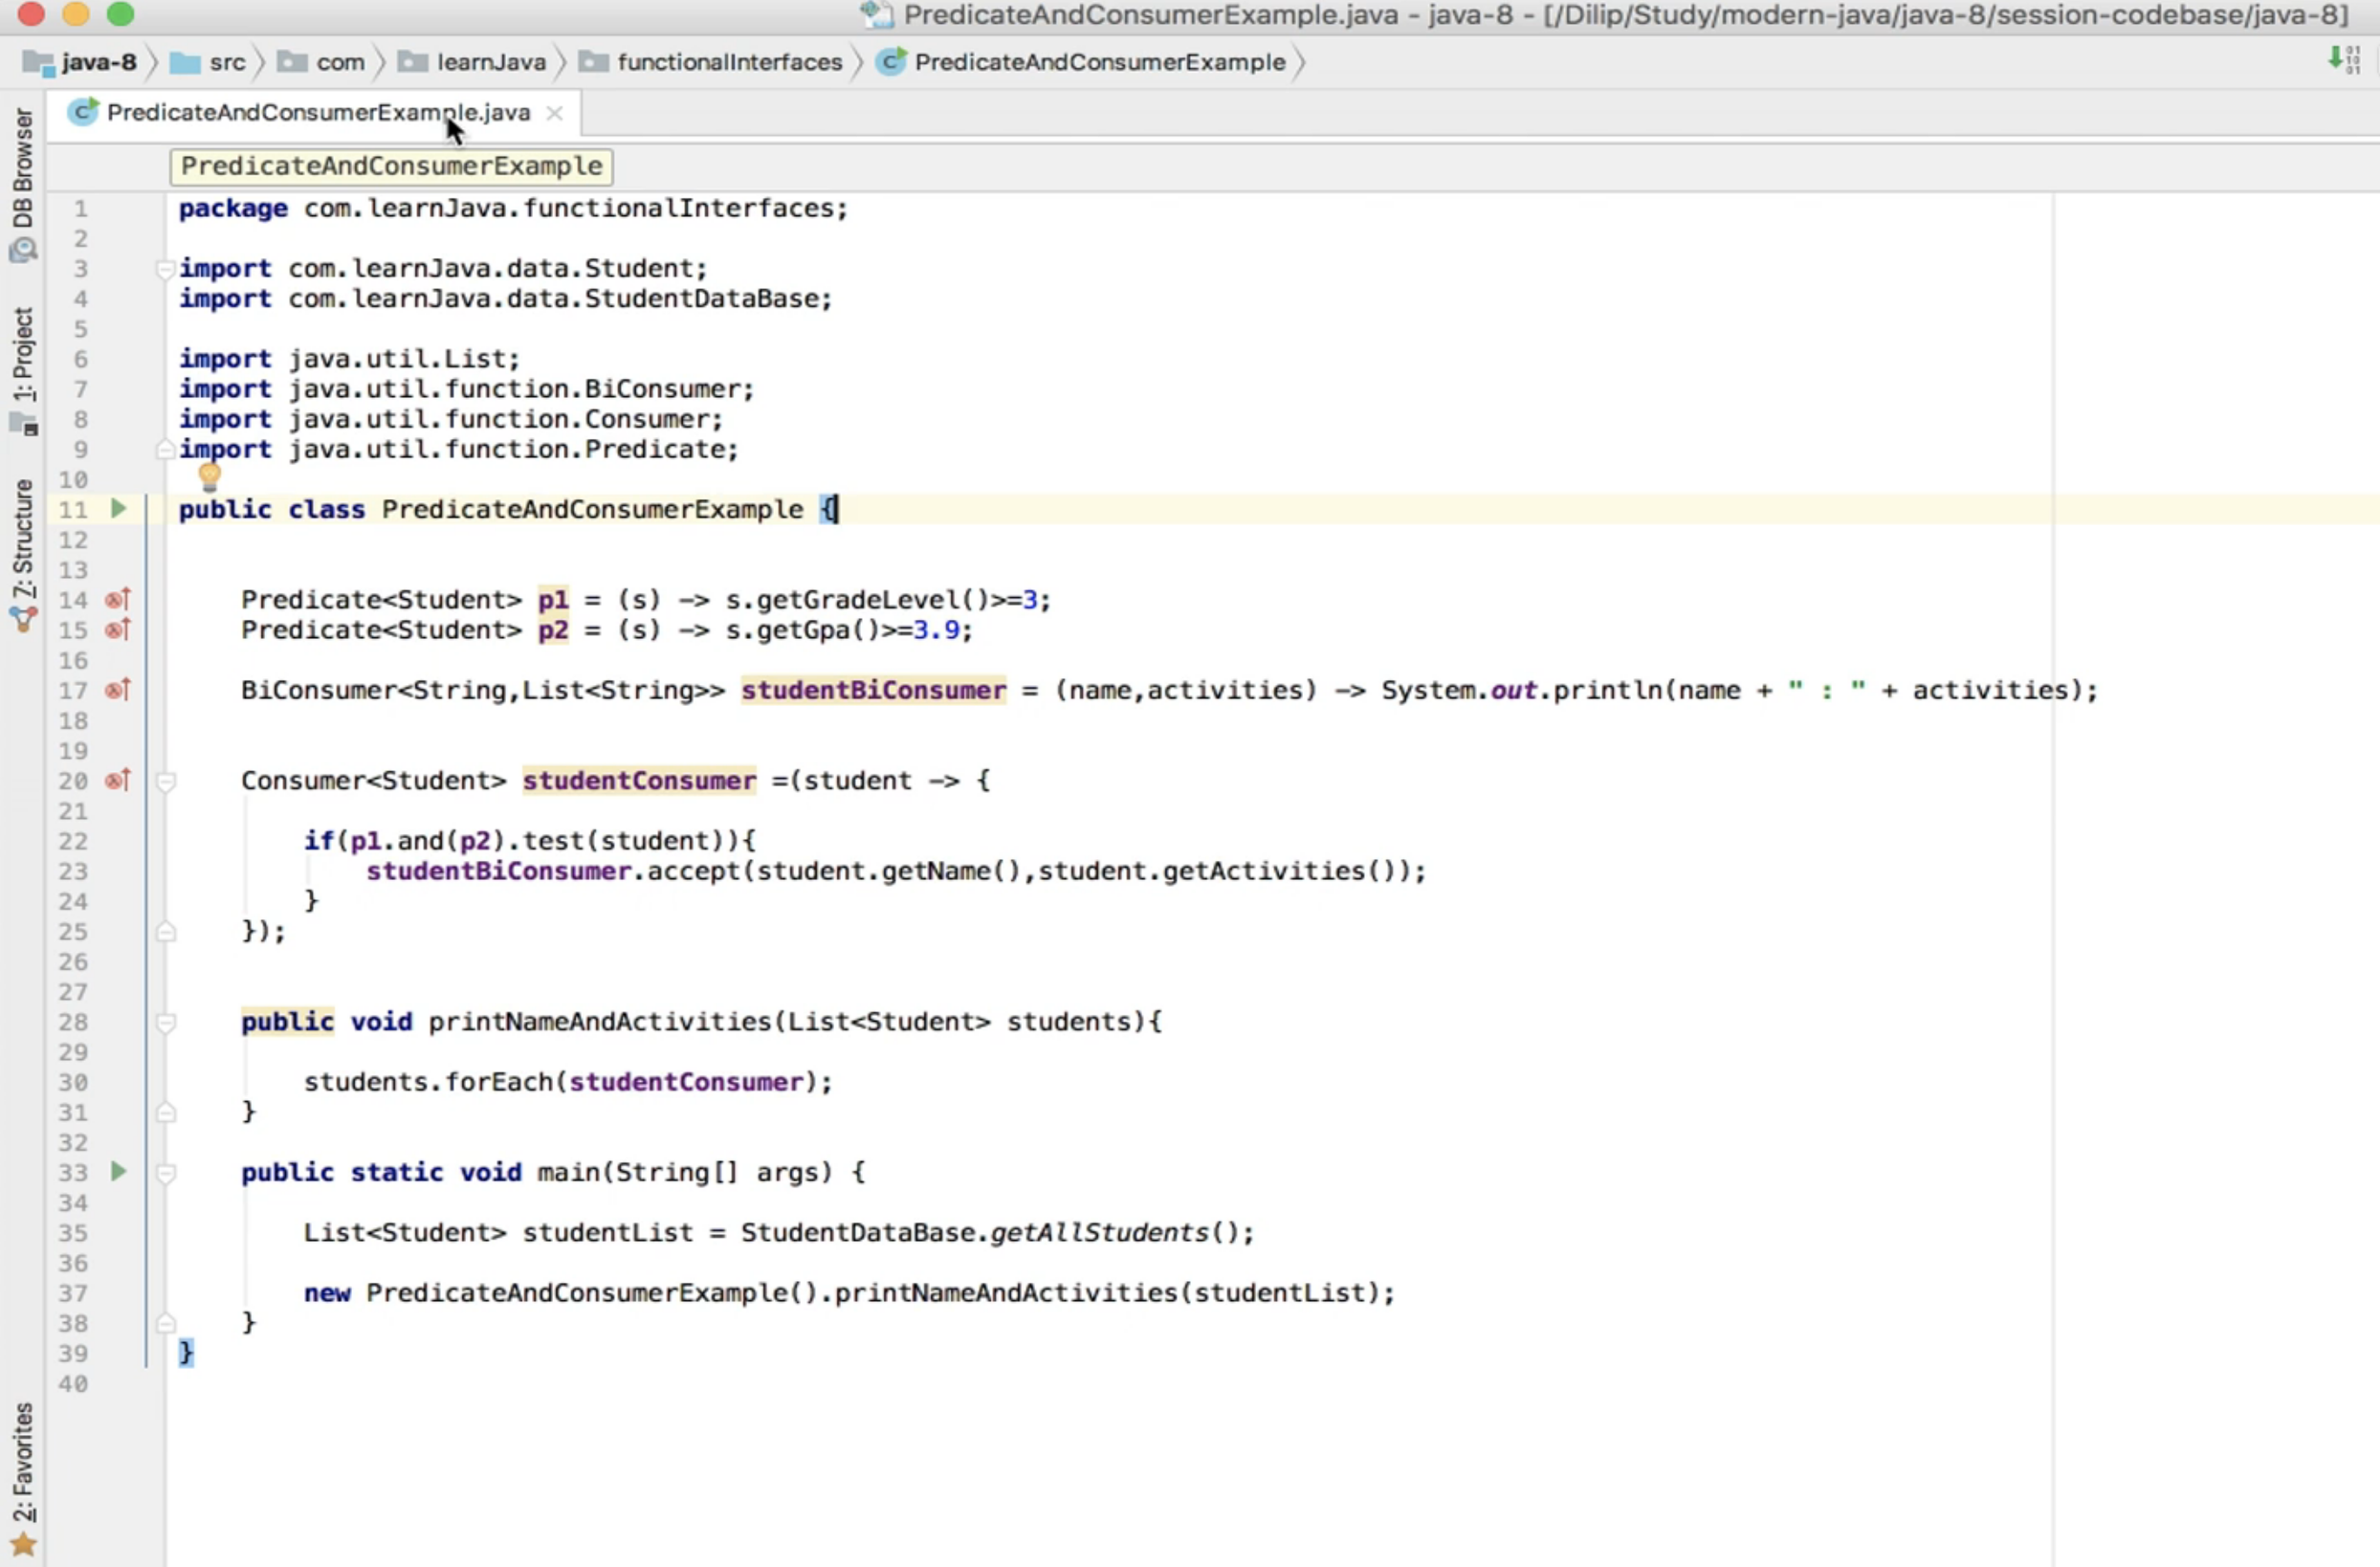 PredicateAndConsumerExample.java - java-8 - [/Dilip/Study/modern-java/java-8/session-codebase/java-8]
java-8 src com learnJava functionalInterfaces PredicateAndConsumerExample
PredicateAndConsumerExample.java
PredicateAndConsumerExample
DB Browser
1: Project
7: Structure
2: Favorites
1 package com.learnJava.functionalInterfaces;
2
3 import com.learnJava.data.Student;
4 import com.learnJava.data.StudentDataBase;
5
6 import java.util.List;
7 import java.util.function.BiConsumer;
8 import java.util.function.Consumer;
9 import java.util.function.Predicate;
10
11 public class PredicateAndConsumerExample {
12
13
14 Predicate<Student> p1 = (s) -> s.getGradeLevel()>=3;
15 Predicate<Student> p2 = (s) -> s.getGpa()>=3.9;
16
17 BiConsumer<String,List<String>> studentBiConsumer = (name,activities) -> System.out.println(name + " : " + activities);
18
19
20 Consumer<Student> studentConsumer =(student -> {
21
22 if(p1.and(p2).test(student)){
23 studentBiConsumer.accept(student.getName(),student.getActivities());
24 }
25 });
26
27
28 public void printNameAndActivities(List<Student> students){
29
30 students.forEach(studentConsumer);
31 }
32
33 public static void main(String[] args) {
34
35 List<Student> studentList = StudentDataBase.getAllStudents();
36
37 new PredicateAndConsumerExample().printNameAndActivities(studentList);
38 }
39 }
40